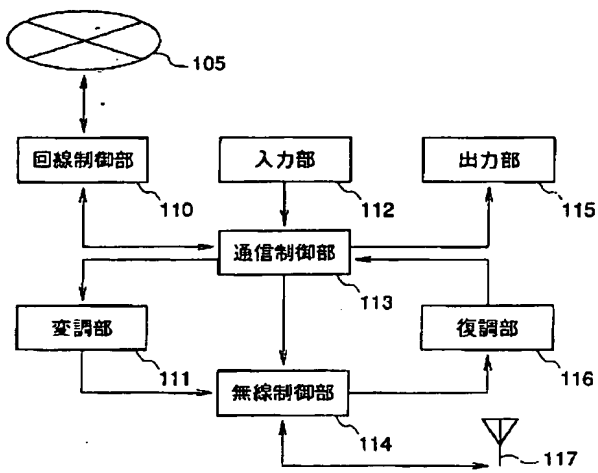 105
回線制御部
110
入力部
112
出力部
115
通信制御部
113
変調部
111
復調部
116
無線制御部
114
117